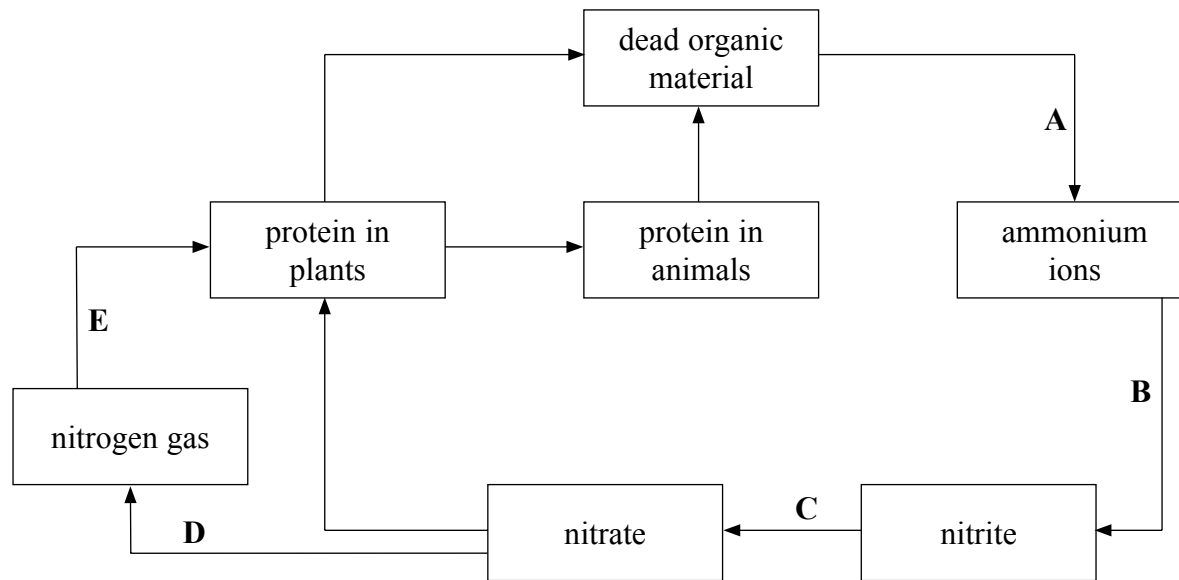 dead organic
material
A
protein in
plants
protein in
animals
ammonium
ions
E
B
nitrogen gas
D
nitrate
C
nitrite